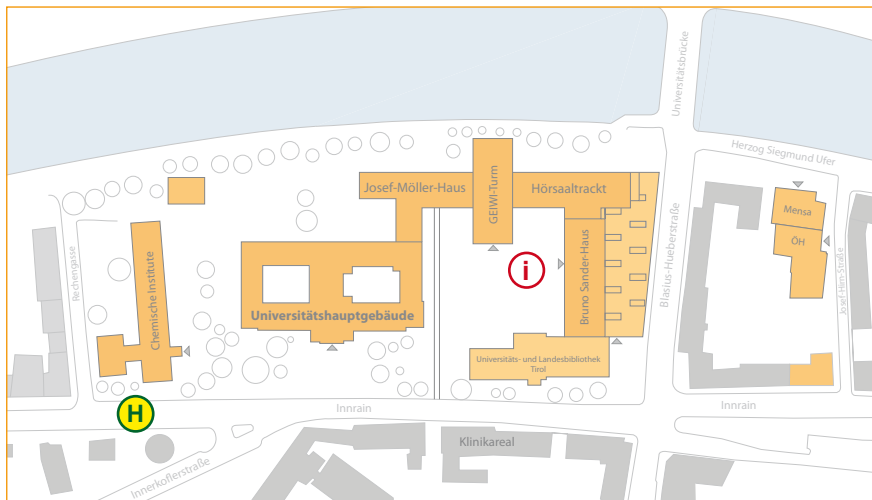 Universitätsbrücke
Herzog Siegmund Ufer
Josef-Möller-Haus
GEIWI-Turm
Hörsaaltrackt
Mensa
ÖH
Rechengasse
Chemische Institute
Universitätshauptgebäude
i
Bruno Sander-Haus
Blasius-Hueberstraße
Josef-Hirn-Straße
Universitäts- und Landesbibliothek
Tirol
H
Innrain
Innrain
Klinikareal
Innerkoflerstraße